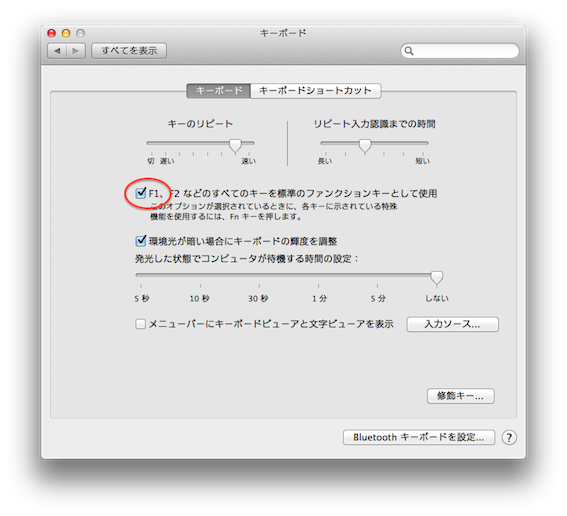 キーボード
すべてを表示
キーボード キーボードショートカット
キーのリピート リピート入力認識までの時間
切 遅い 速い 長い 短い
F1、F2 などのすべてのキーを標準のファンクションキーとして使用
このオプションが選択されているときに、各キーに示されている特殊
機能を使用するには、Fn キーを押します。
環境光が暗い場合にキーボードの輝度を調整
発光した状態でコンピュータが待機する時間の設定：
5 秒 10 秒 30 秒 1 分 5 分 しない
メニューバーにキーボードビューアと文字ビューアを表示 入力ソース...
修飾キー...
Bluetooth キーボードを設定... ?